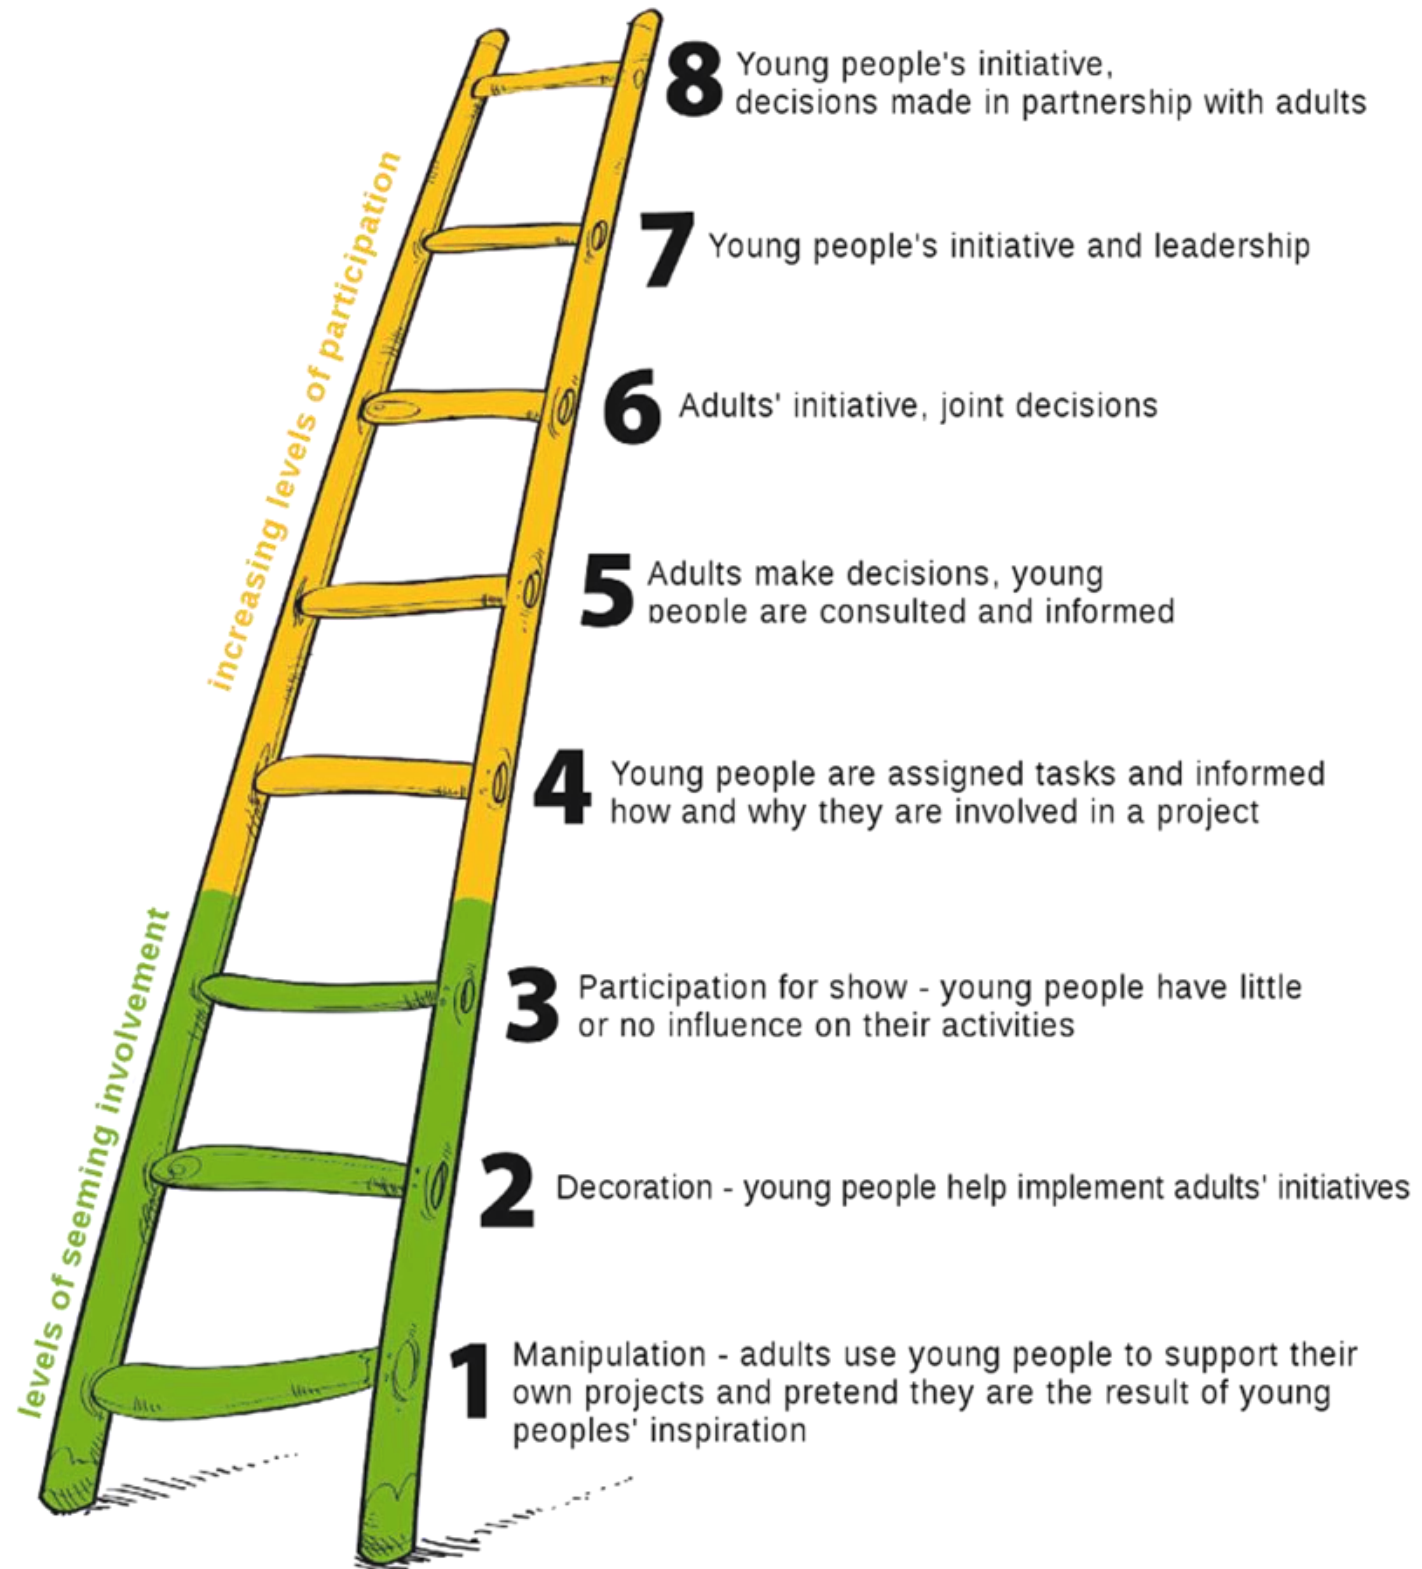 8 Young people's initiative,
decisions made in partnership with adults
7 Young people's initiative and leadership
6 Adults' initiative, joint decisions
5 Adults make decisions, young
people are consulted and informed
4 Young people are assigned tasks and informed
how and why they are involved in a project
3 Participation for show - young people have little
or no influence on their activities
2 Decoration - young people help implement adults' initiatives
1 Manipulation - adults use young people to support their
own projects and pretend they are the result of young
peoples' inspiration
increasing levels of participation
levels of seeming involvement